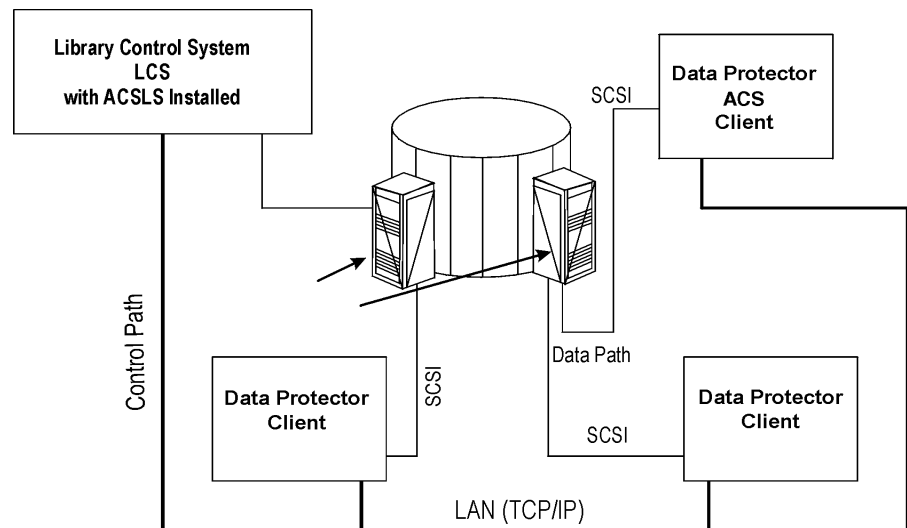 Library Control System
LCS
with ACSLS Installed
SCSI
Data Protector
ACS
Client
Control Path
Data Path
SCSI
Data Protector
Client
SCSI
Data Protector
Client
LAN (TCP/IP)